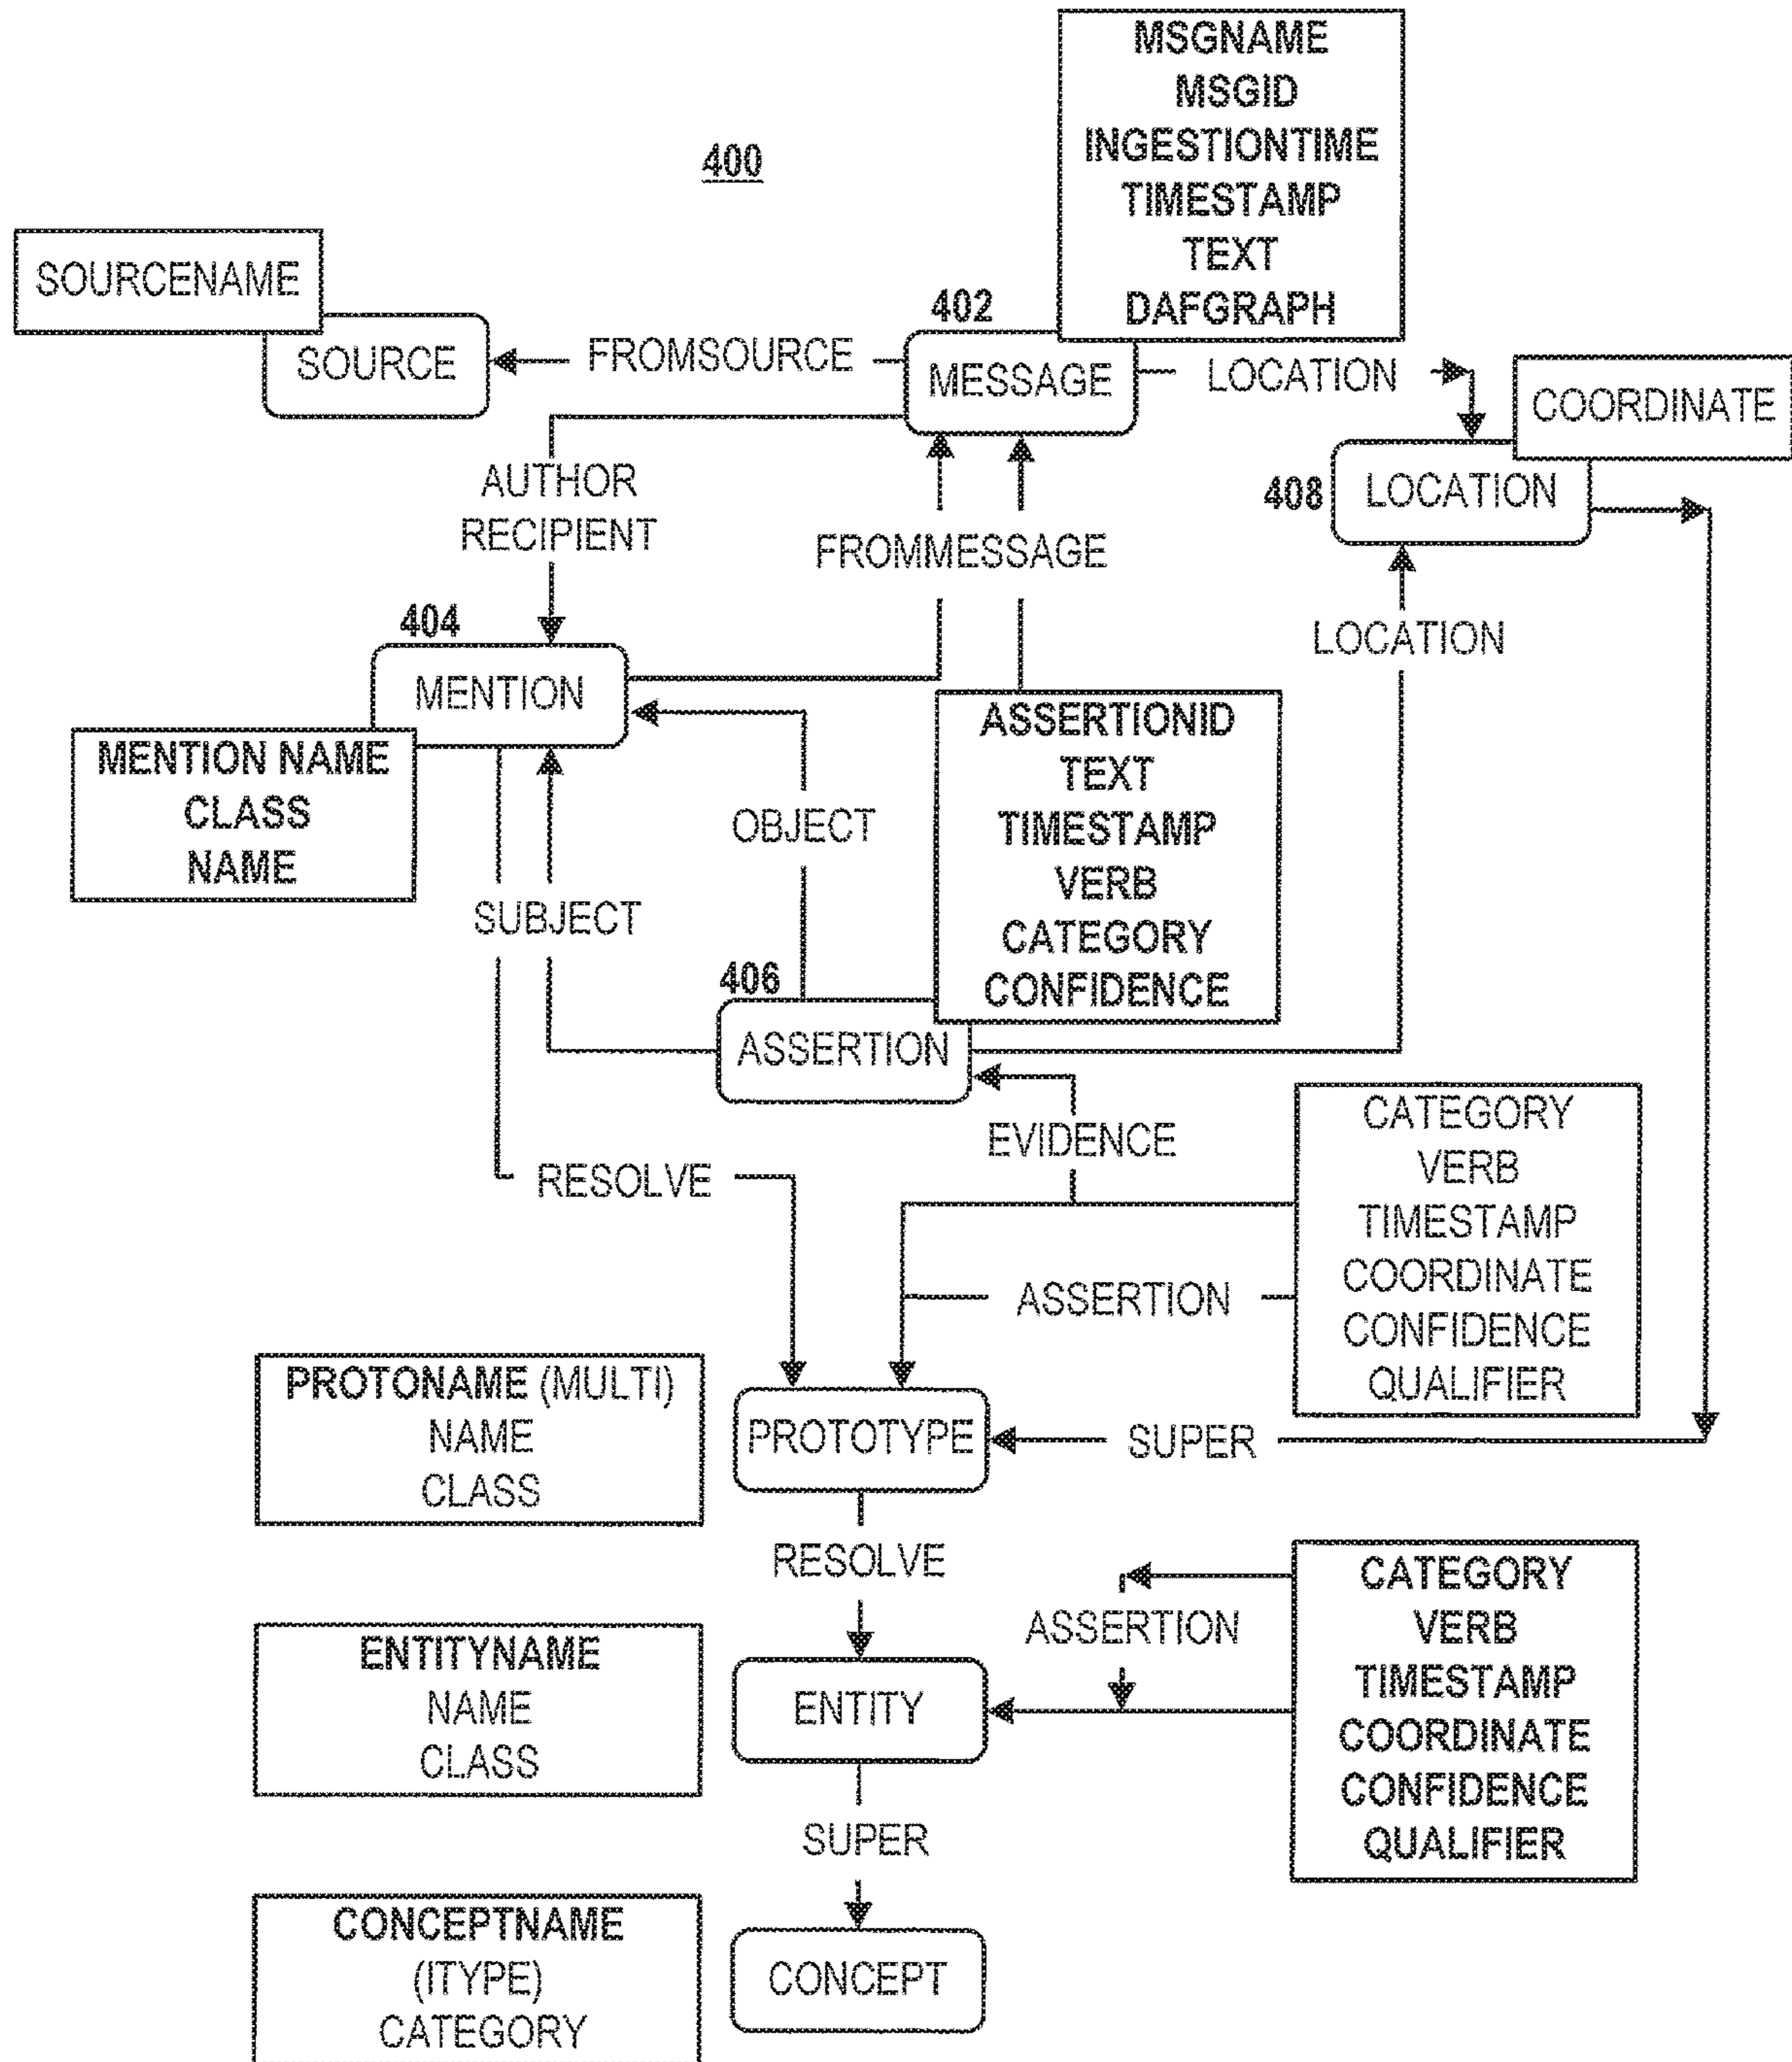 400
MSGNAME
MSGID
INGESTIONTIME
TIMESTAMP
TEXT
DAFGRAPH
SOURCENAME
SOURCE
FROMSOURCE
402
MESSAGE
LOCATION
COORDINATE
408
LOCATION
AUTHOR
RECIPIENT
FROMMESSAGE
404
MENTION
LOCATION
MENTION NAME
CLASS
NAME
OBJECT
ASSERTIONID
TEXT
TIMESTAMP
VERB
CATEGORY
CONFIDENCE
SUBJECT
406
ASSERTION
EVIDENCE
CATEGORY
VERB
TIMESTAMP
COORDINATE
CONFIDENCE
QUALIFIER
RESOLVE
ASSERTION
PROTONAME (MULTI)
NAME
CLASS
PROTOTYPE
SUPER
RESOLVE
ASSERTION
CATEGORY
VERB
TIMESTAMP
COORDINATE
CONFIDENCE
QUALIFIER
ENTITYNAME
NAME
CLASS
ENTITY
SUPER
CONCEPTNAME
(ITYPE)
CATEGORY
CONCEPT